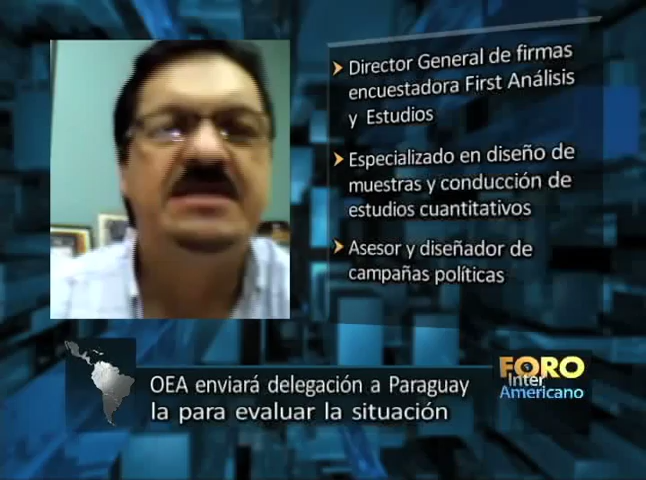 Director General de firmas
encuestadora First Análisis
y Estudios
Especializado en diseño de
muestras y conducción de
estudios cuantitativos
Asesor y diseñador de
campañas políticas
OEA enviará delegación a Paraguay
la para evaluar la situación
FORO
Inter
Americano